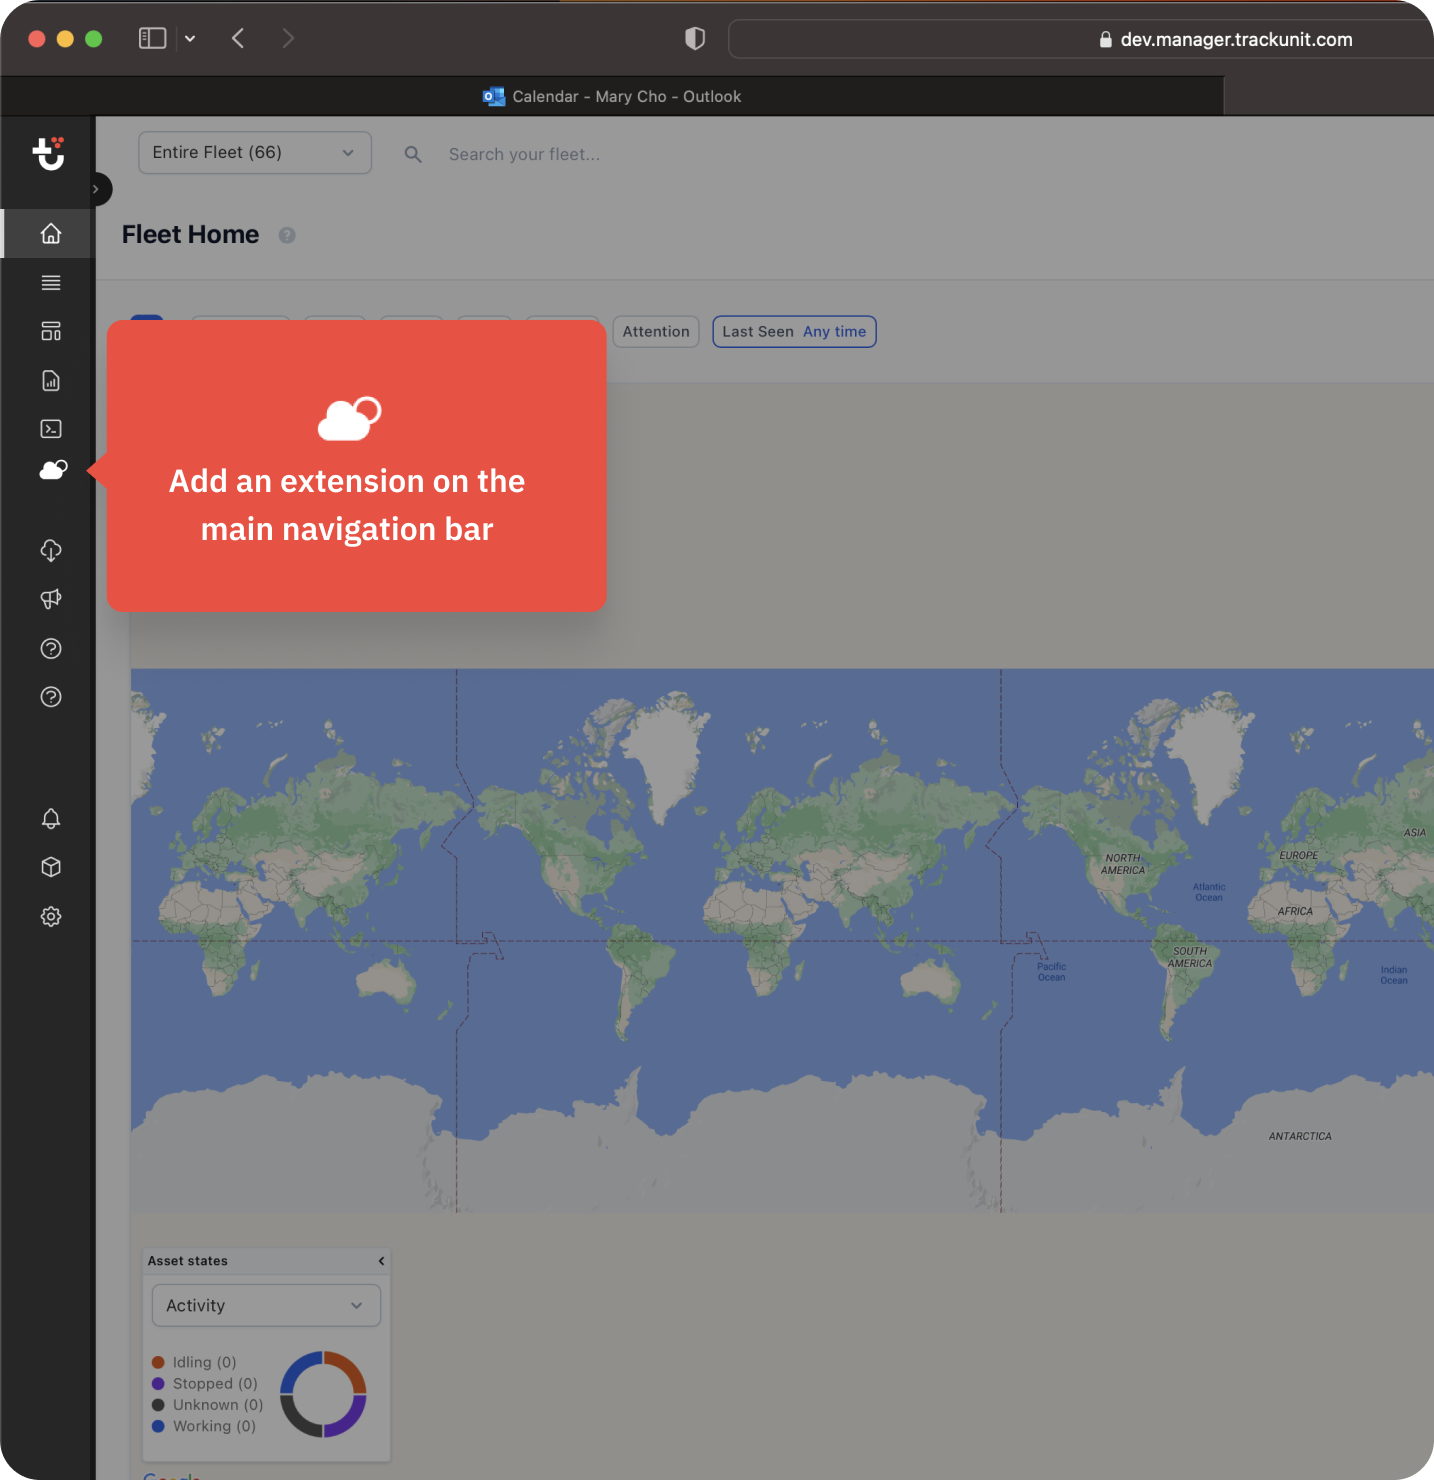 dev.manager.trackunit.com
Calendar - Mary Cho - Outlook
Entire Fleet (66)
Search your fleet...
Fleet Home
Attention
Last Seen Any time
Add an extension on the
main navigation bar
ASIA
NORTH
AMERICA
EUROPE
Atlantic
Ocean
AFRICA
SOUTH
AMERICA
Pacific
Ocean
Indian
Ocean
ANTARCTICA
Asset states
Activity
Idling (0)
Stopped (0)
Unknown (0)
Working (0)
Google